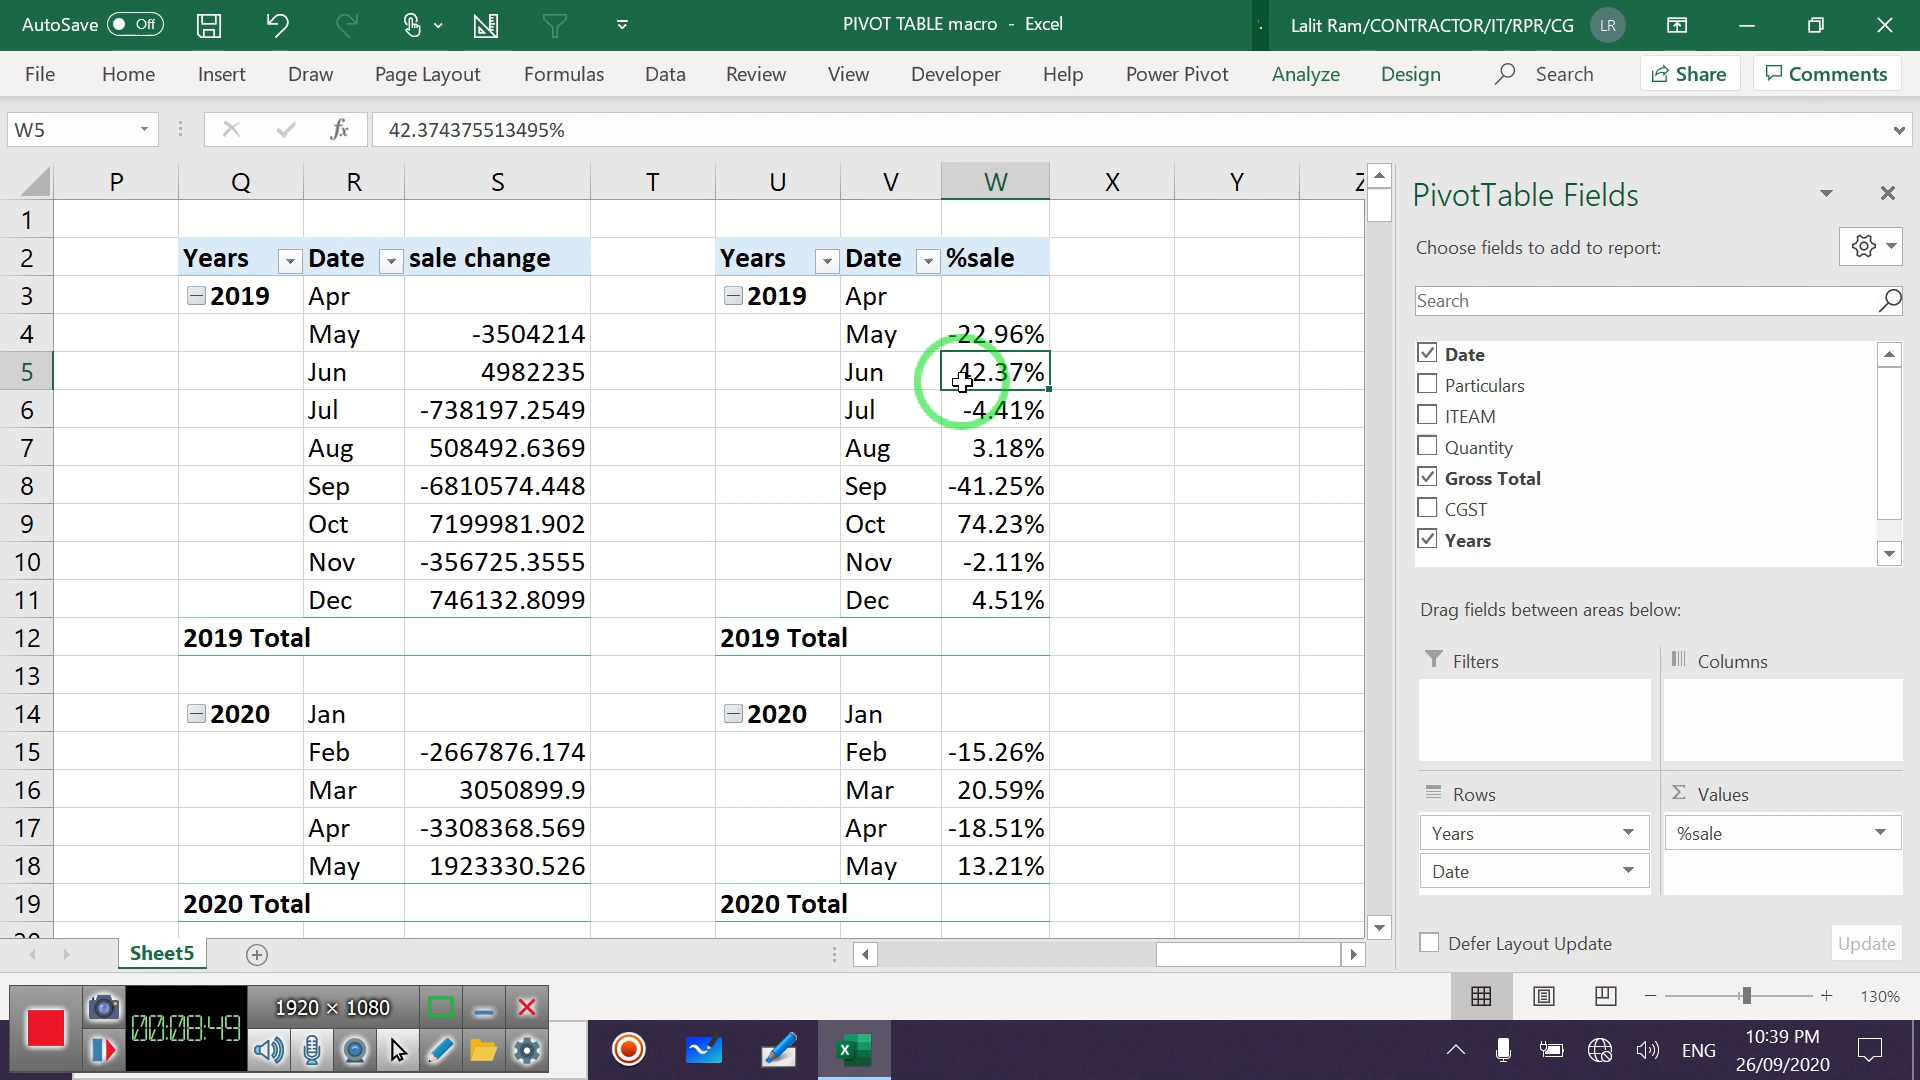 AutoSave Off
PIVOT TABLE macro - Excel
Lalit Ram/CONTRACTOR/IT/RPR/CG LR
File Home Insert Draw Page Layout Formulas Data Review View Developer Help Power Pivot Analyze Design Search Share Comments
W5 fx 42.374375513495%
P Q R S T U V W X Y Z
1
2 Years Date sale change Years Date %sale
3 2019 Apr 2019 Apr
4 May -3504214 May -22.96%
5 Jun 4982235 Jun 42.37%
6 Jul -738197.2549 Jul -4.41%
7 Aug 508492.6369 Aug 3.18%
8 Sep -6810574.448 Sep -41.25%
9 Oct 7199981.902 Oct 74.23%
10 Nov -356725.3555 Nov -2.11%
11 Dec 746132.8099 Dec 4.51%
12 2019 Total 2019 Total
13
14 2020 Jan 2020 Jan
15 Feb -2667876.174 Feb -15.26%
16 Mar 3050899.9 Mar 20.59%
17 Apr -3308368.569 Apr -18.51%
18 May 1923330.526 May 13.21%
19 2020 Total 2020 Total
Sheet5
PivotTable Fields
Choose fields to add to report:
Search
Date
Particulars
ITEAM
Quantity
Gross Total
CGST
Years
Drag fields between areas below:
Filters Columns
Rows Σ Values
Years %sale
Date
Defer Layout Update Update
130%
1920 × 1080
00:08:49
ENG
10:39 PM
26/09/2020